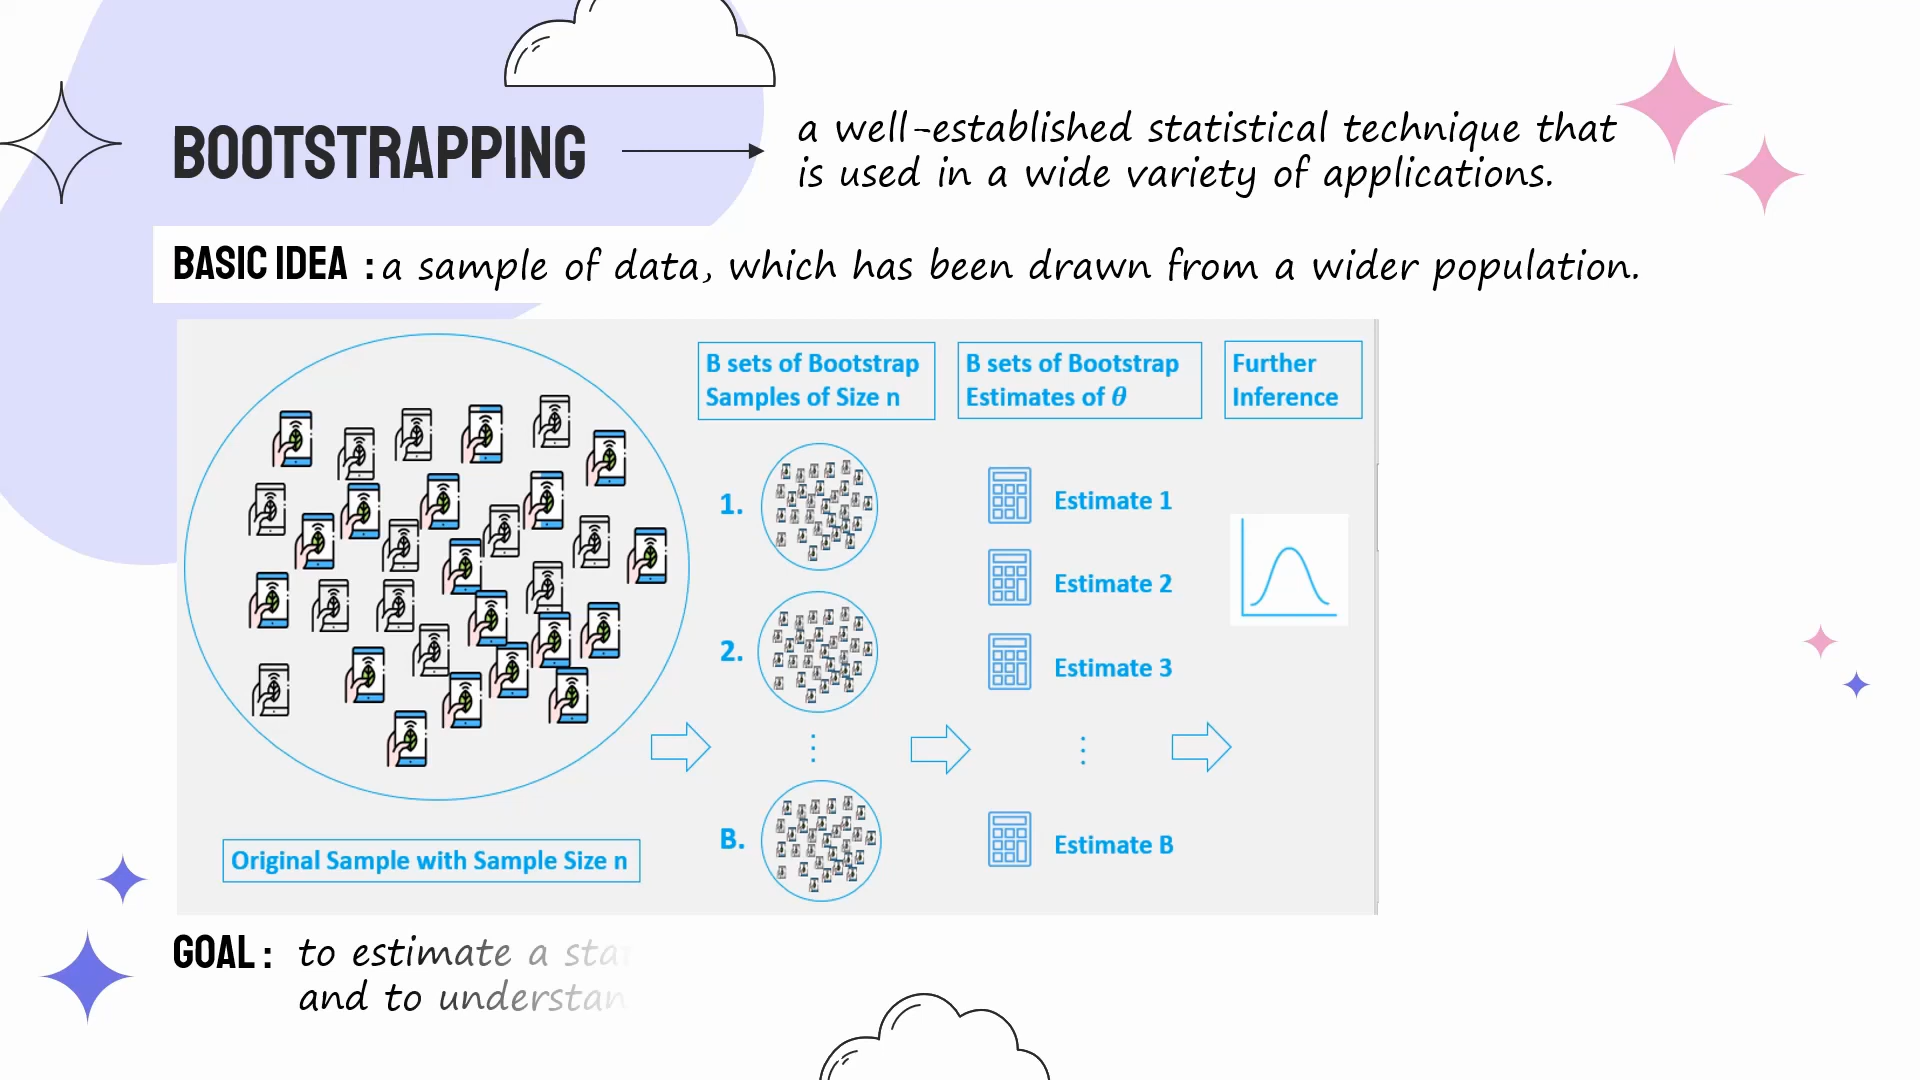 BOOTSTRAPPING
a well-established statistical technique that
is used in a wide variety of applications.
BASIC IDEA : a sample of data, which has been drawn from a wider population.
B sets of Bootstrap
Samples of Size n
B sets of Bootstrap
Estimates of θ
Further
Inference
1.
Estimate 1
Estimate 2
2.
Estimate 3
B.
Estimate B
Original Sample with Sample Size n
GOAL : to estimate a
and to